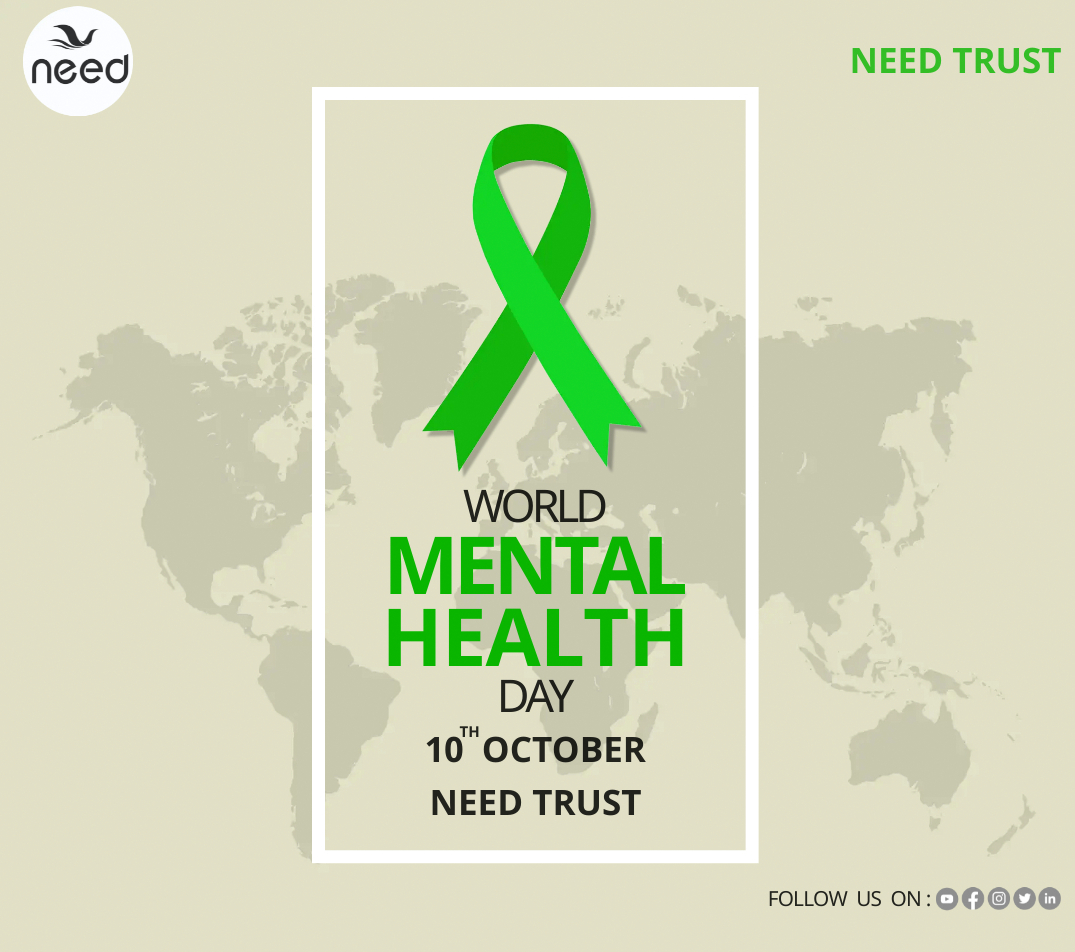 need
NEED TRUST
WORLD
MENTAL
HEALTH
DAY
10TH OCTOBER
NEED TRUST
FOLLOW US ON :